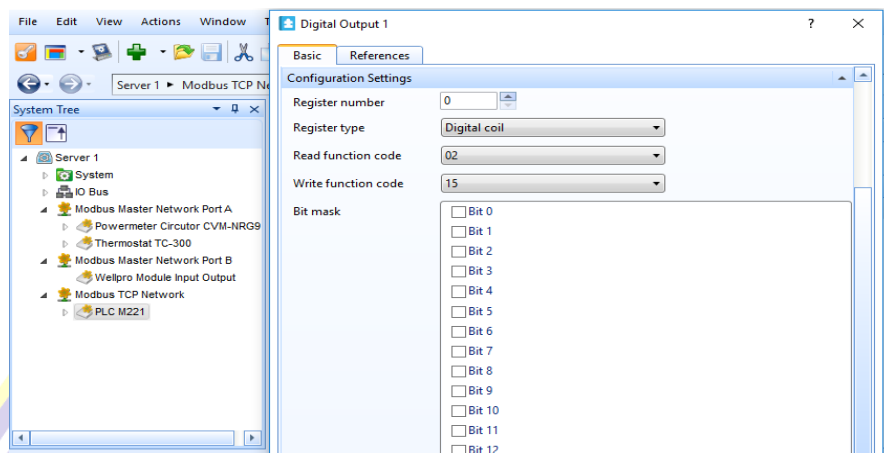 File Edit View Actions Window
Server 1 ▸ Modbus TCP Ne
System Tree
Server 1
System
IO Bus
Modbus Master Network Port A
Powermeter Circutor CVM-NRG9
Thermostat TC-300
Modbus Master Network Port B
Wellpro Module Input Output
Modbus TCP Network
PLC M221
Digital Output 1 ?
Basic References
Configuration Settings
Register number 0
Register type Digital coil
Read function code 02
Write function code 15
Bit mask Bit 0
Bit 1
Bit 2
Bit 3
Bit 4
Bit 5
Bit 6
Bit 7
Bit 8
Bit 9
Bit 10
Bit 11
Bit 12